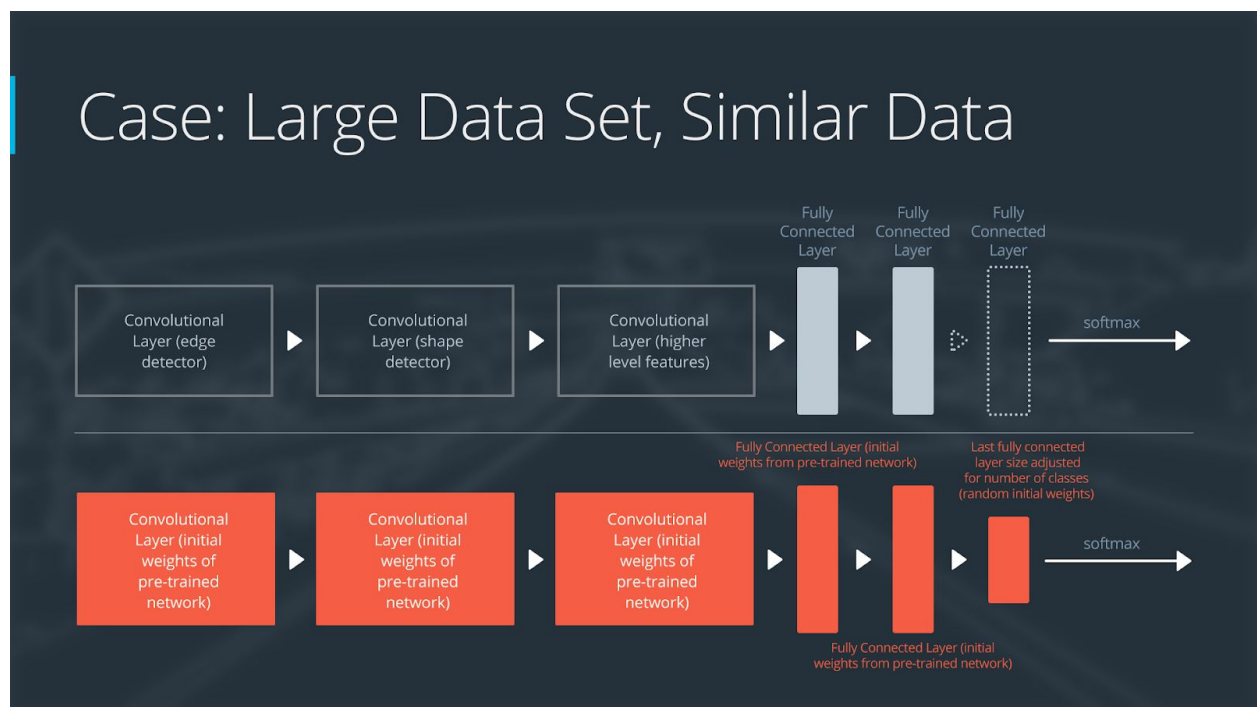 Case: Large Data Set, Similar Data
Fully
Connected
Layer
Fully
Connected
Layer
Fully
Connected
Layer
Convolutional
Layer (edge
detector)
Convolutional
Layer (shape
detector)
Convolutional
Layer (higher
level features)
softmax
Fully Connected Layer (initial
weights from pre-trained network)
Last fully connected
layer size adjusted
for number of classes
(random initial weights)
Convolutional
Layer (initial
weights of
pre-trained
network)
Convolutional
Layer (initial
weights of
pre-trained
network)
Convolutional
Layer (initial
weights of
pre-trained
network)
softmax
Fully Connected Layer (initial
weights from pre-trained network)